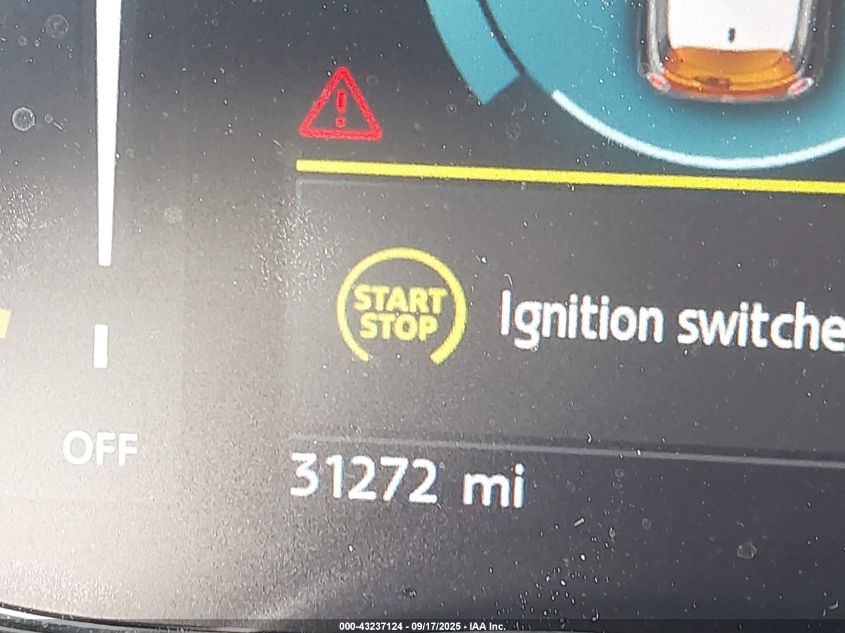 START
STOP
Ignition switche
OFF
31272 mi
000-43237124 - 09/17/2025 - IAA Inc.